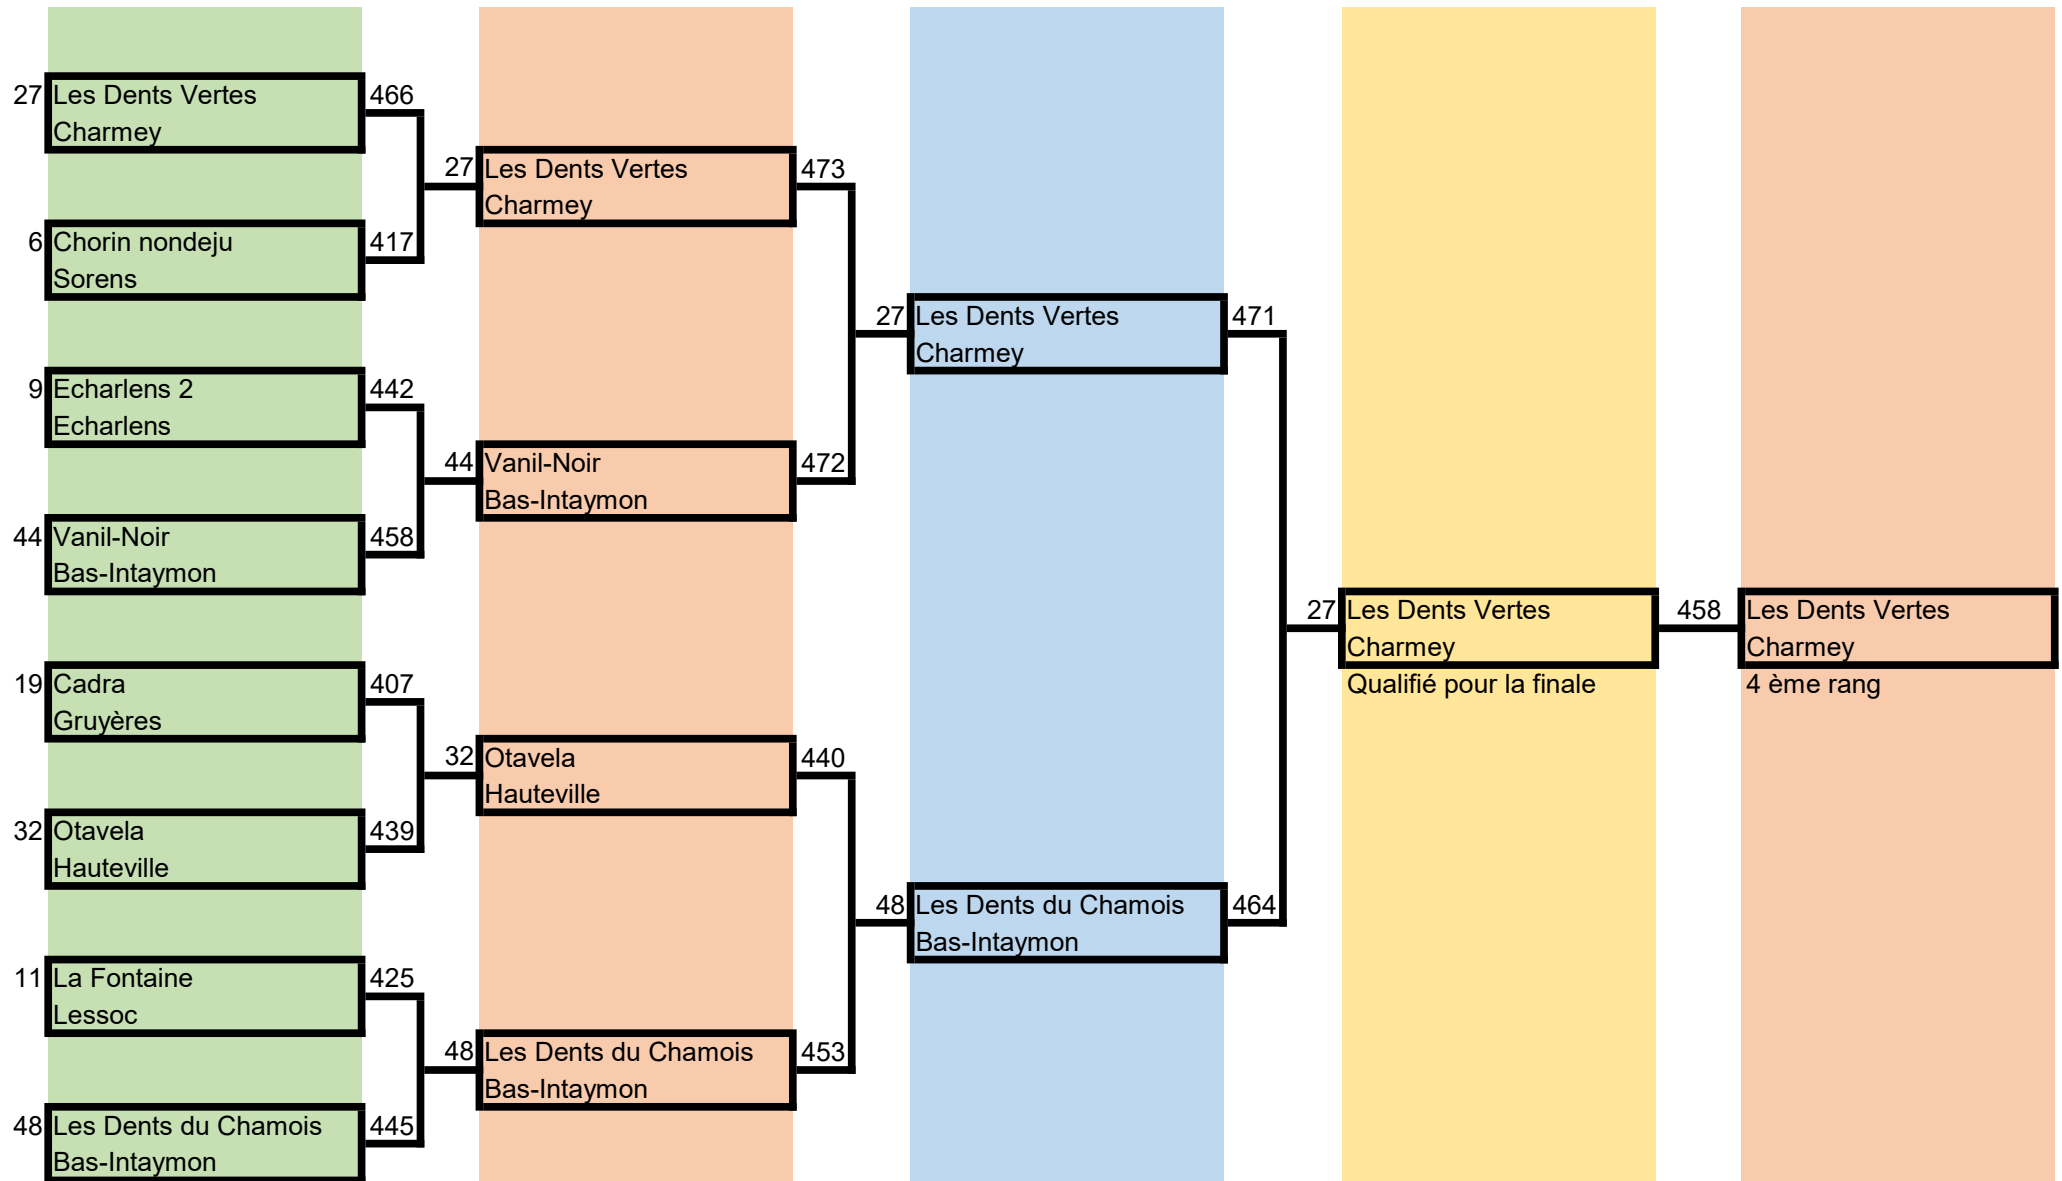 27 Les Dents Vertes 466
Charmey
6 Chorin nondeju 417
Sorens
9 Echarlens 2 442
Echarlens
44 Vanil-Noir 458
Bas-Intaymon
19 Cadra 407
Gruyères
32 Otavela 439
Hauteville
11 La Fontaine 425
Lessoc
48 Les Dents du Chamois 445
Bas-Intaymon
27 Les Dents Vertes 473
Charmey
44 Vanil-Noir 472
Bas-Intaymon
32 Otavela 440
Hauteville
48 Les Dents du Chamois 453
Bas-Intaymon
27 Les Dents Vertes 471
Charmey
48 Les Dents du Chamois 464
Bas-Intaymon
27 Les Dents Vertes 458
Charmey
Qualifié pour la finale
Les Dents Vertes
Charmey
4 ème rang